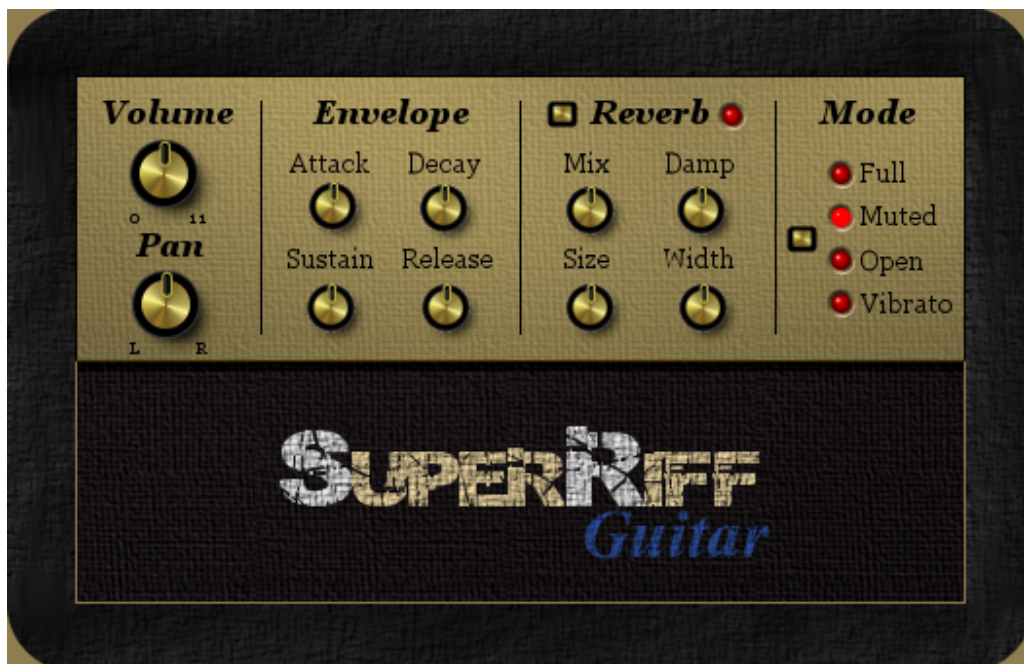 Volume
0 11
Pan
L R
Envelope
Attack Decay
Sustain Release
Reverb
Mix Damp
Size Width
Mode
Full
Muted
Open
Vibrato
SuperRiff
Guitar